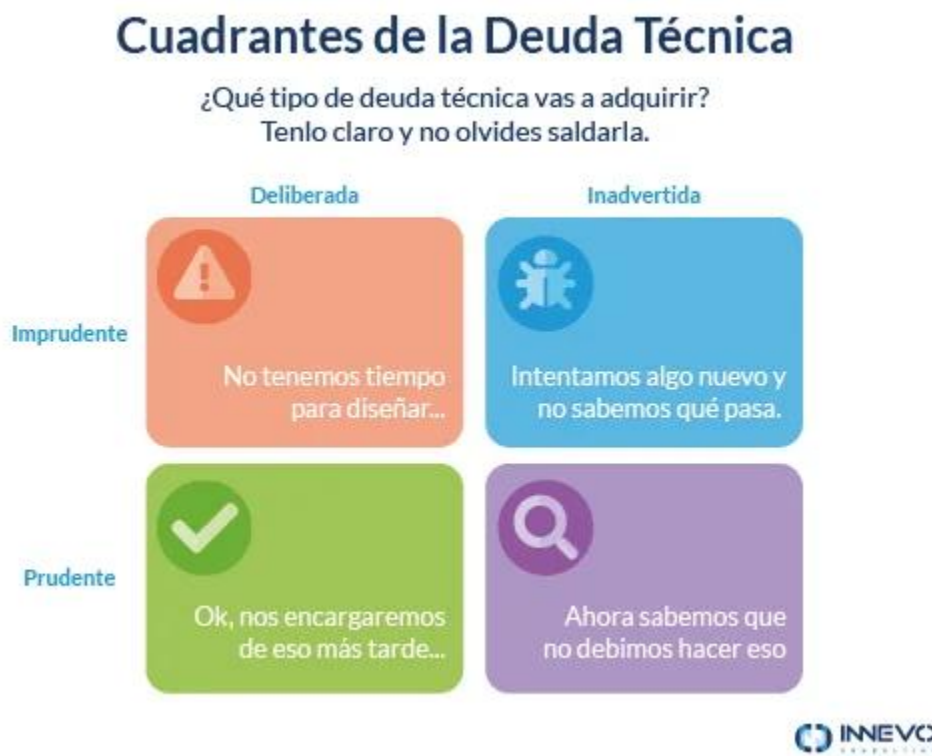 Cuadrantes de la Deuda Técnica
¿Qué tipo de deuda técnica vas a adquirir?
Tenlo claro y no olvides saldarla.
Deliberada
Inadvertida
Imprudente
No tenemos tiempo
para diseñar...
Intentamos algo nuevo y
no sabemos qué pasa.
Prudente
Ok, nos encargaremos
de eso más tarde...
Ahora sabemos que
no debimos hacer eso
INNEVO